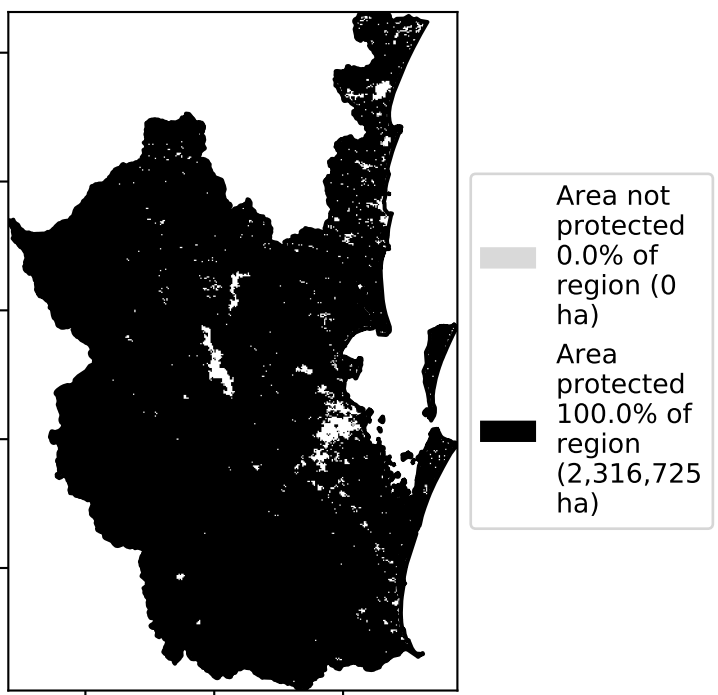 Area not
protected
0.0% of
region (0
ha)
Area
protected
100.0% of
region
(2,316,725
ha)